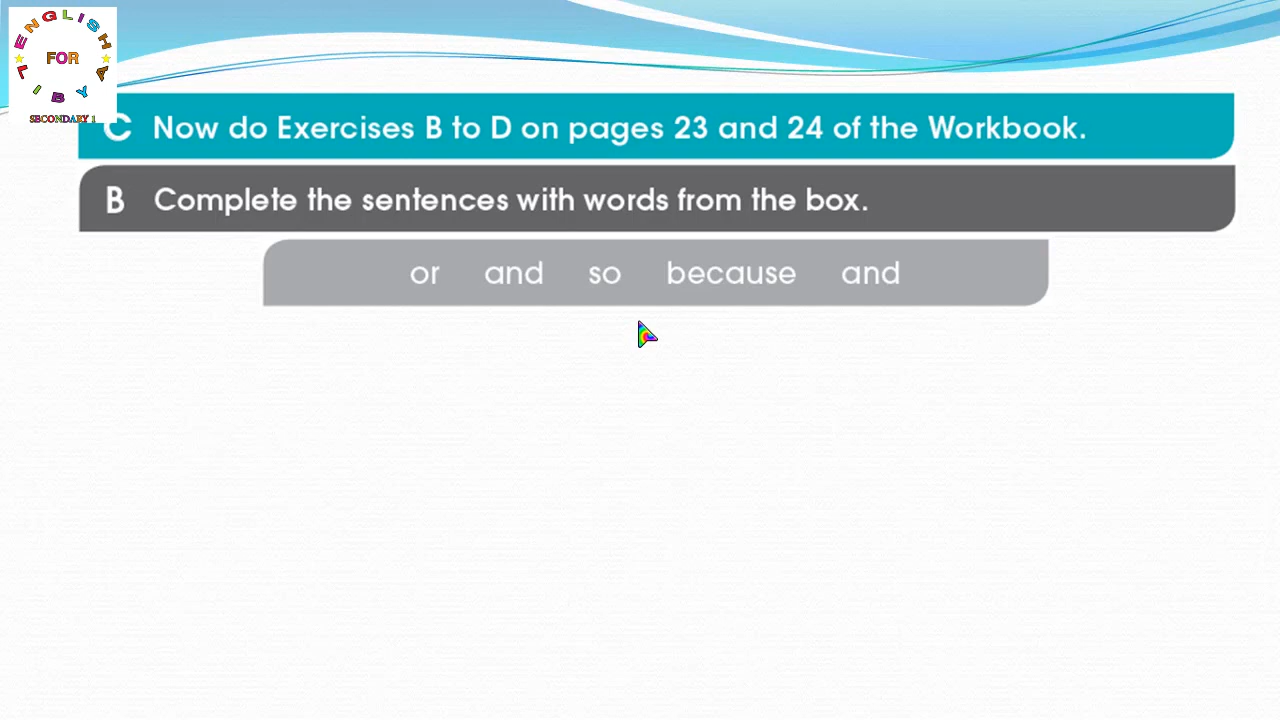 ENGLISH
FOR
LIBYA
SECONDARY 1
C Now do Exercises B to D on pages 23 and 24 of the Workbook.
B Complete the sentences with words from the box.
or and so because and